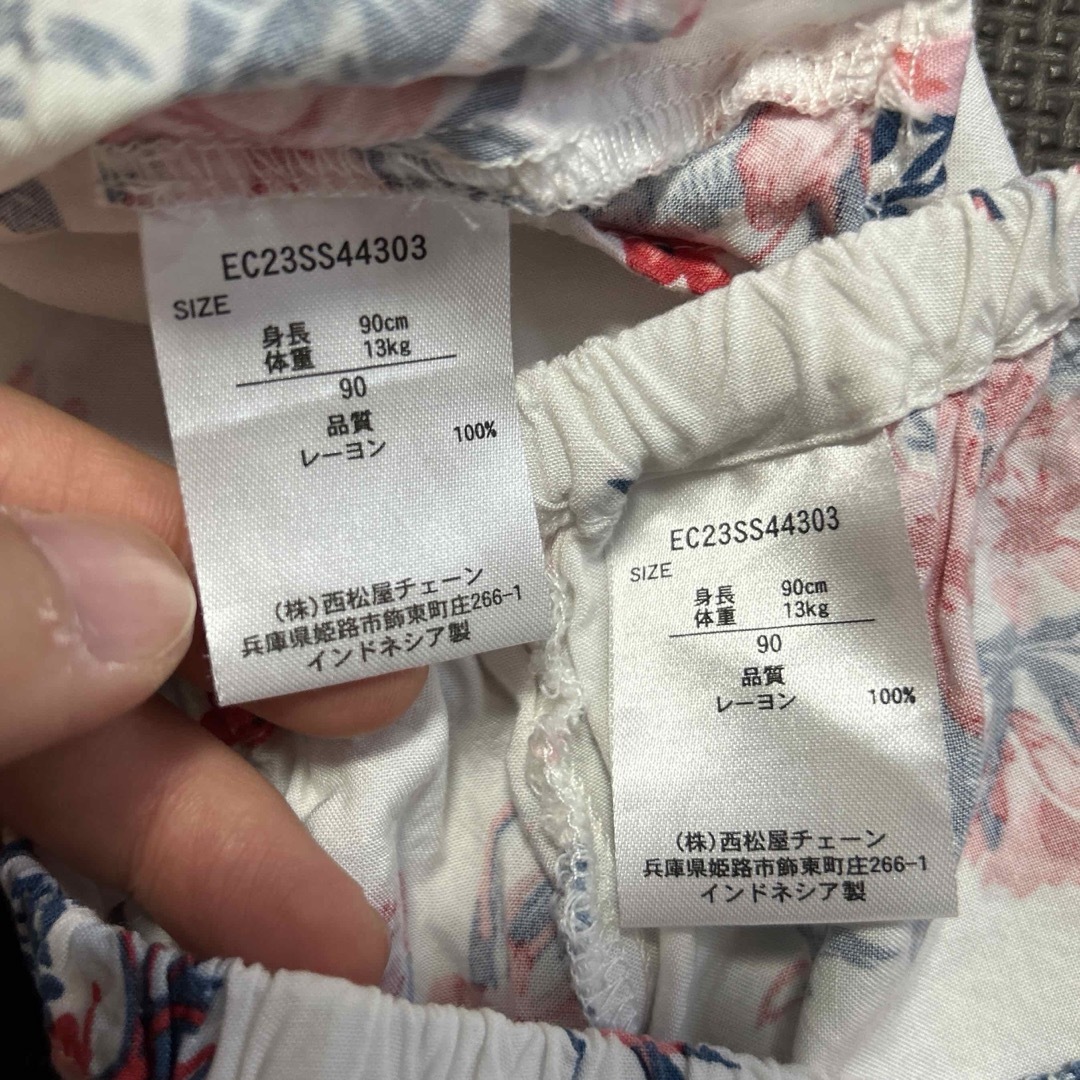 EC23SS44303
SIZE
身長 90cm
体重 13kg
90
品質
レーヨン 100%
(株)西松屋チェーン
兵庫県姫路市飾東町庄266-1
インドネシア製
EC23SS44303
SIZE
身長 90cm
体重 13kg
90
品質
レーヨン 100%
(株)西松屋チェーン
兵庫県姫路市飾東町庄266-1
インドネシア製